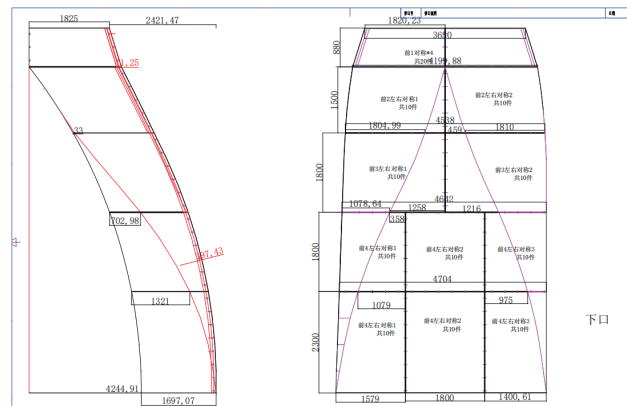 1825
2421,47
1820,23
3650
880
前1对称*4
共20件
4199,88
1,25
1500
前2左右对称1
共10件
前2左右对称2
共10件
33
4538
1804,99
459
1810
1800
前3左右对称1
共10件
前3左右对称2
共10件
4642
1078,64
1258
1216
702,98
358
前4左右对称1
共10件
前4左右对称2
共10件
前4左右对称3
共10件
1800
4704
1321
1079
975
前4左右对称1
共10件
前4左右对称2
共10件
前4左右对称3
共10件
下口
2300
4244,91
1697,07
1579
1800
1400,61